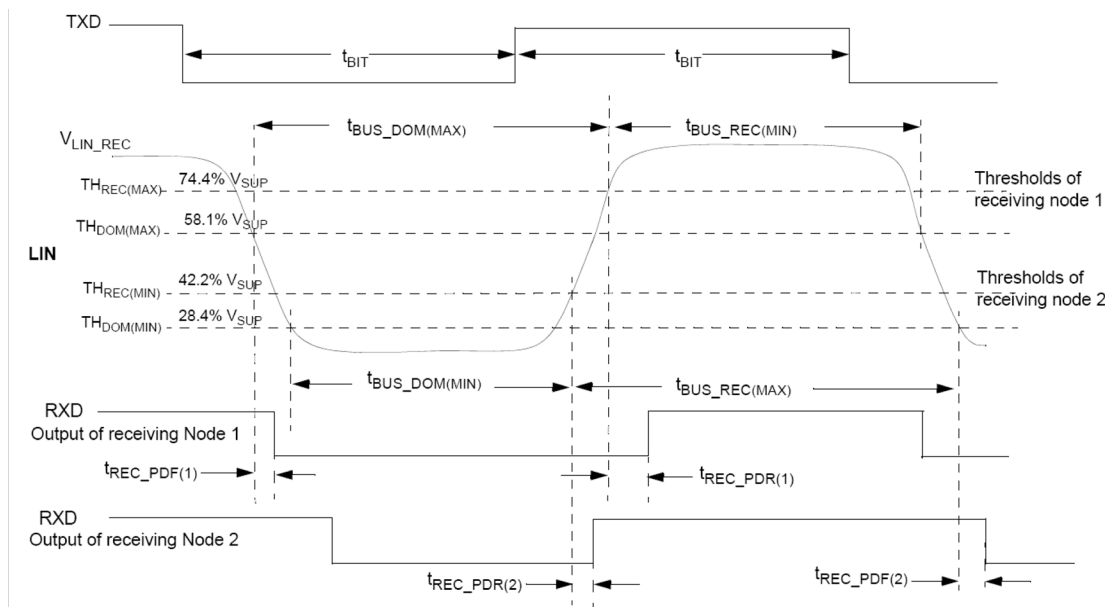 TXD
tBIT
tBIT
tBUS_DOM(MAX)
tBUS_REC(MIN)
VLIN_REC
THREC(MAX) 74.4% VSUP
Thresholds of
receiving node 1
THDOM(MAX) 58.1% VSUP
LIN
THREC(MIN) 42.2% VSUP
Thresholds of
receiving node 2
THDOM(MIN) 28.4% VSUP
tBUS_DOM(MIN)
tBUS_REC(MAX)
RXD
Output of receiving Node 1
tREC_PDF(1)
tREC_PDR(1)
RXD
Output of receiving Node 2
tREC_PDR(2)
tREC_PDF(2)